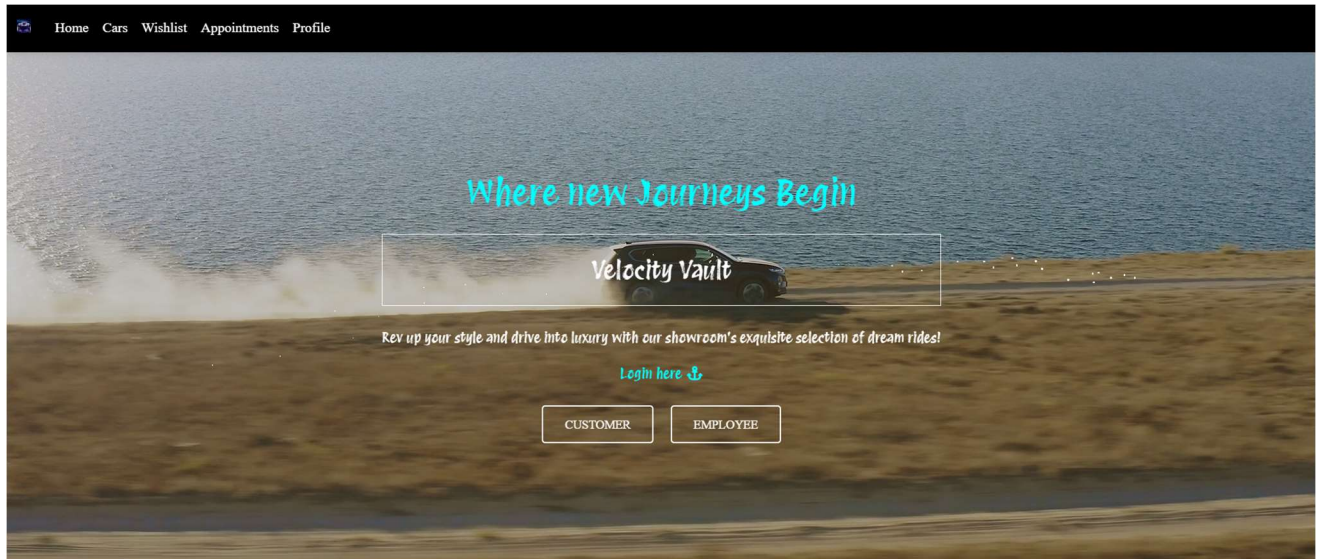 Home Cars Wishlist Appointments Profile
Where new Journeys Begin
Velocity Vault
Rev up your style and drive into luxury with our showroom's exquisite selection of dream rides!
Login here
CUSTOMER EMPLOYEE